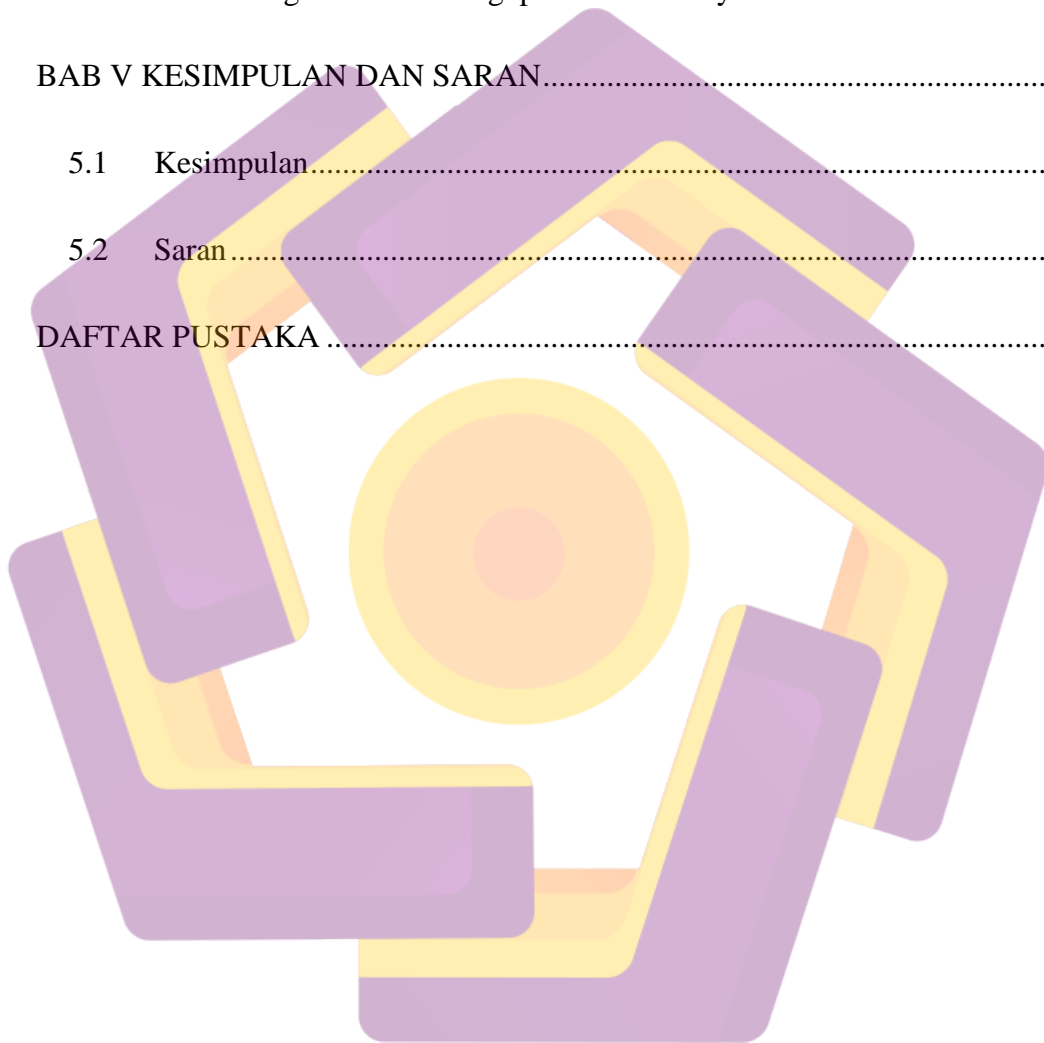 BAB V KESIMPULAN DAN SARAN..........................................................................
5.1 Kesimpulan...........................................................................................
5.2 Saran.....................................................................................................
DAFTAR PUSTAKA ...........................................................................................